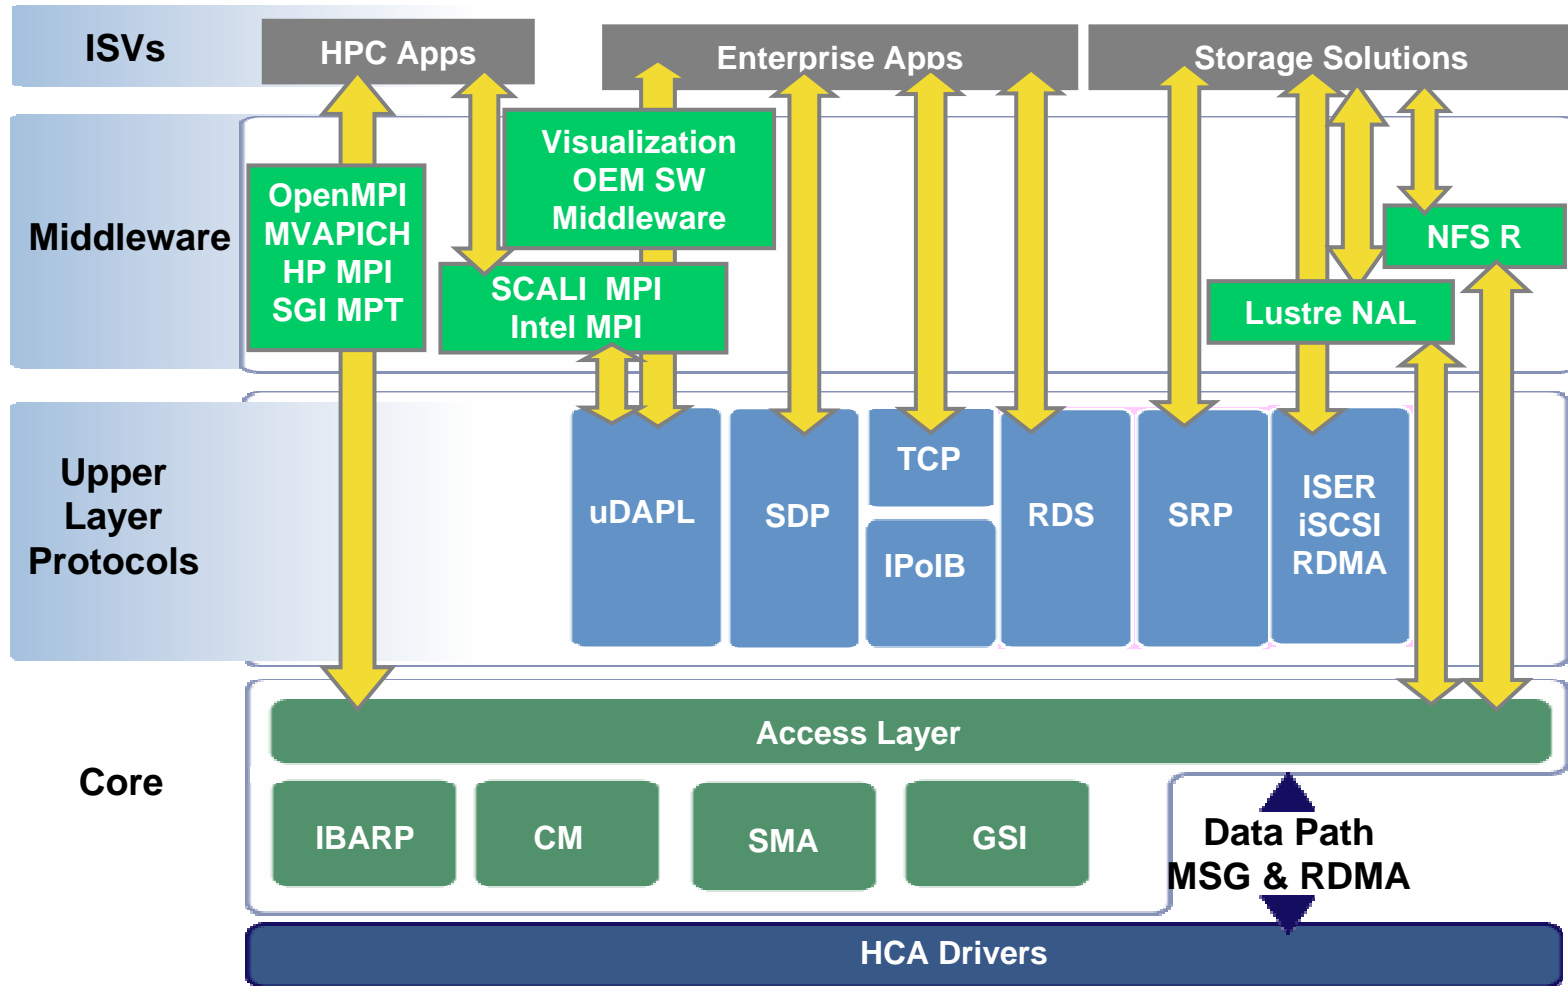 ISVs
HPC Apps
Enterprise Apps
Storage Solutions
Middleware
OpenMPI
MVAPICH
HP MPI
SGI MPT
Visualization
OEM SW
Middleware
SCALI MPI
Intel MPI
NFS R
Lustre NAL
Upper
Layer
Protocols
uDAPL
SDP
TCP
IPoIB
RDS
SRP
ISER
iSCSI
RDMA
Core
Access Layer
IBARP
CM
SMA
GSI
Data Path
MSG & RDMA
HCA Drivers